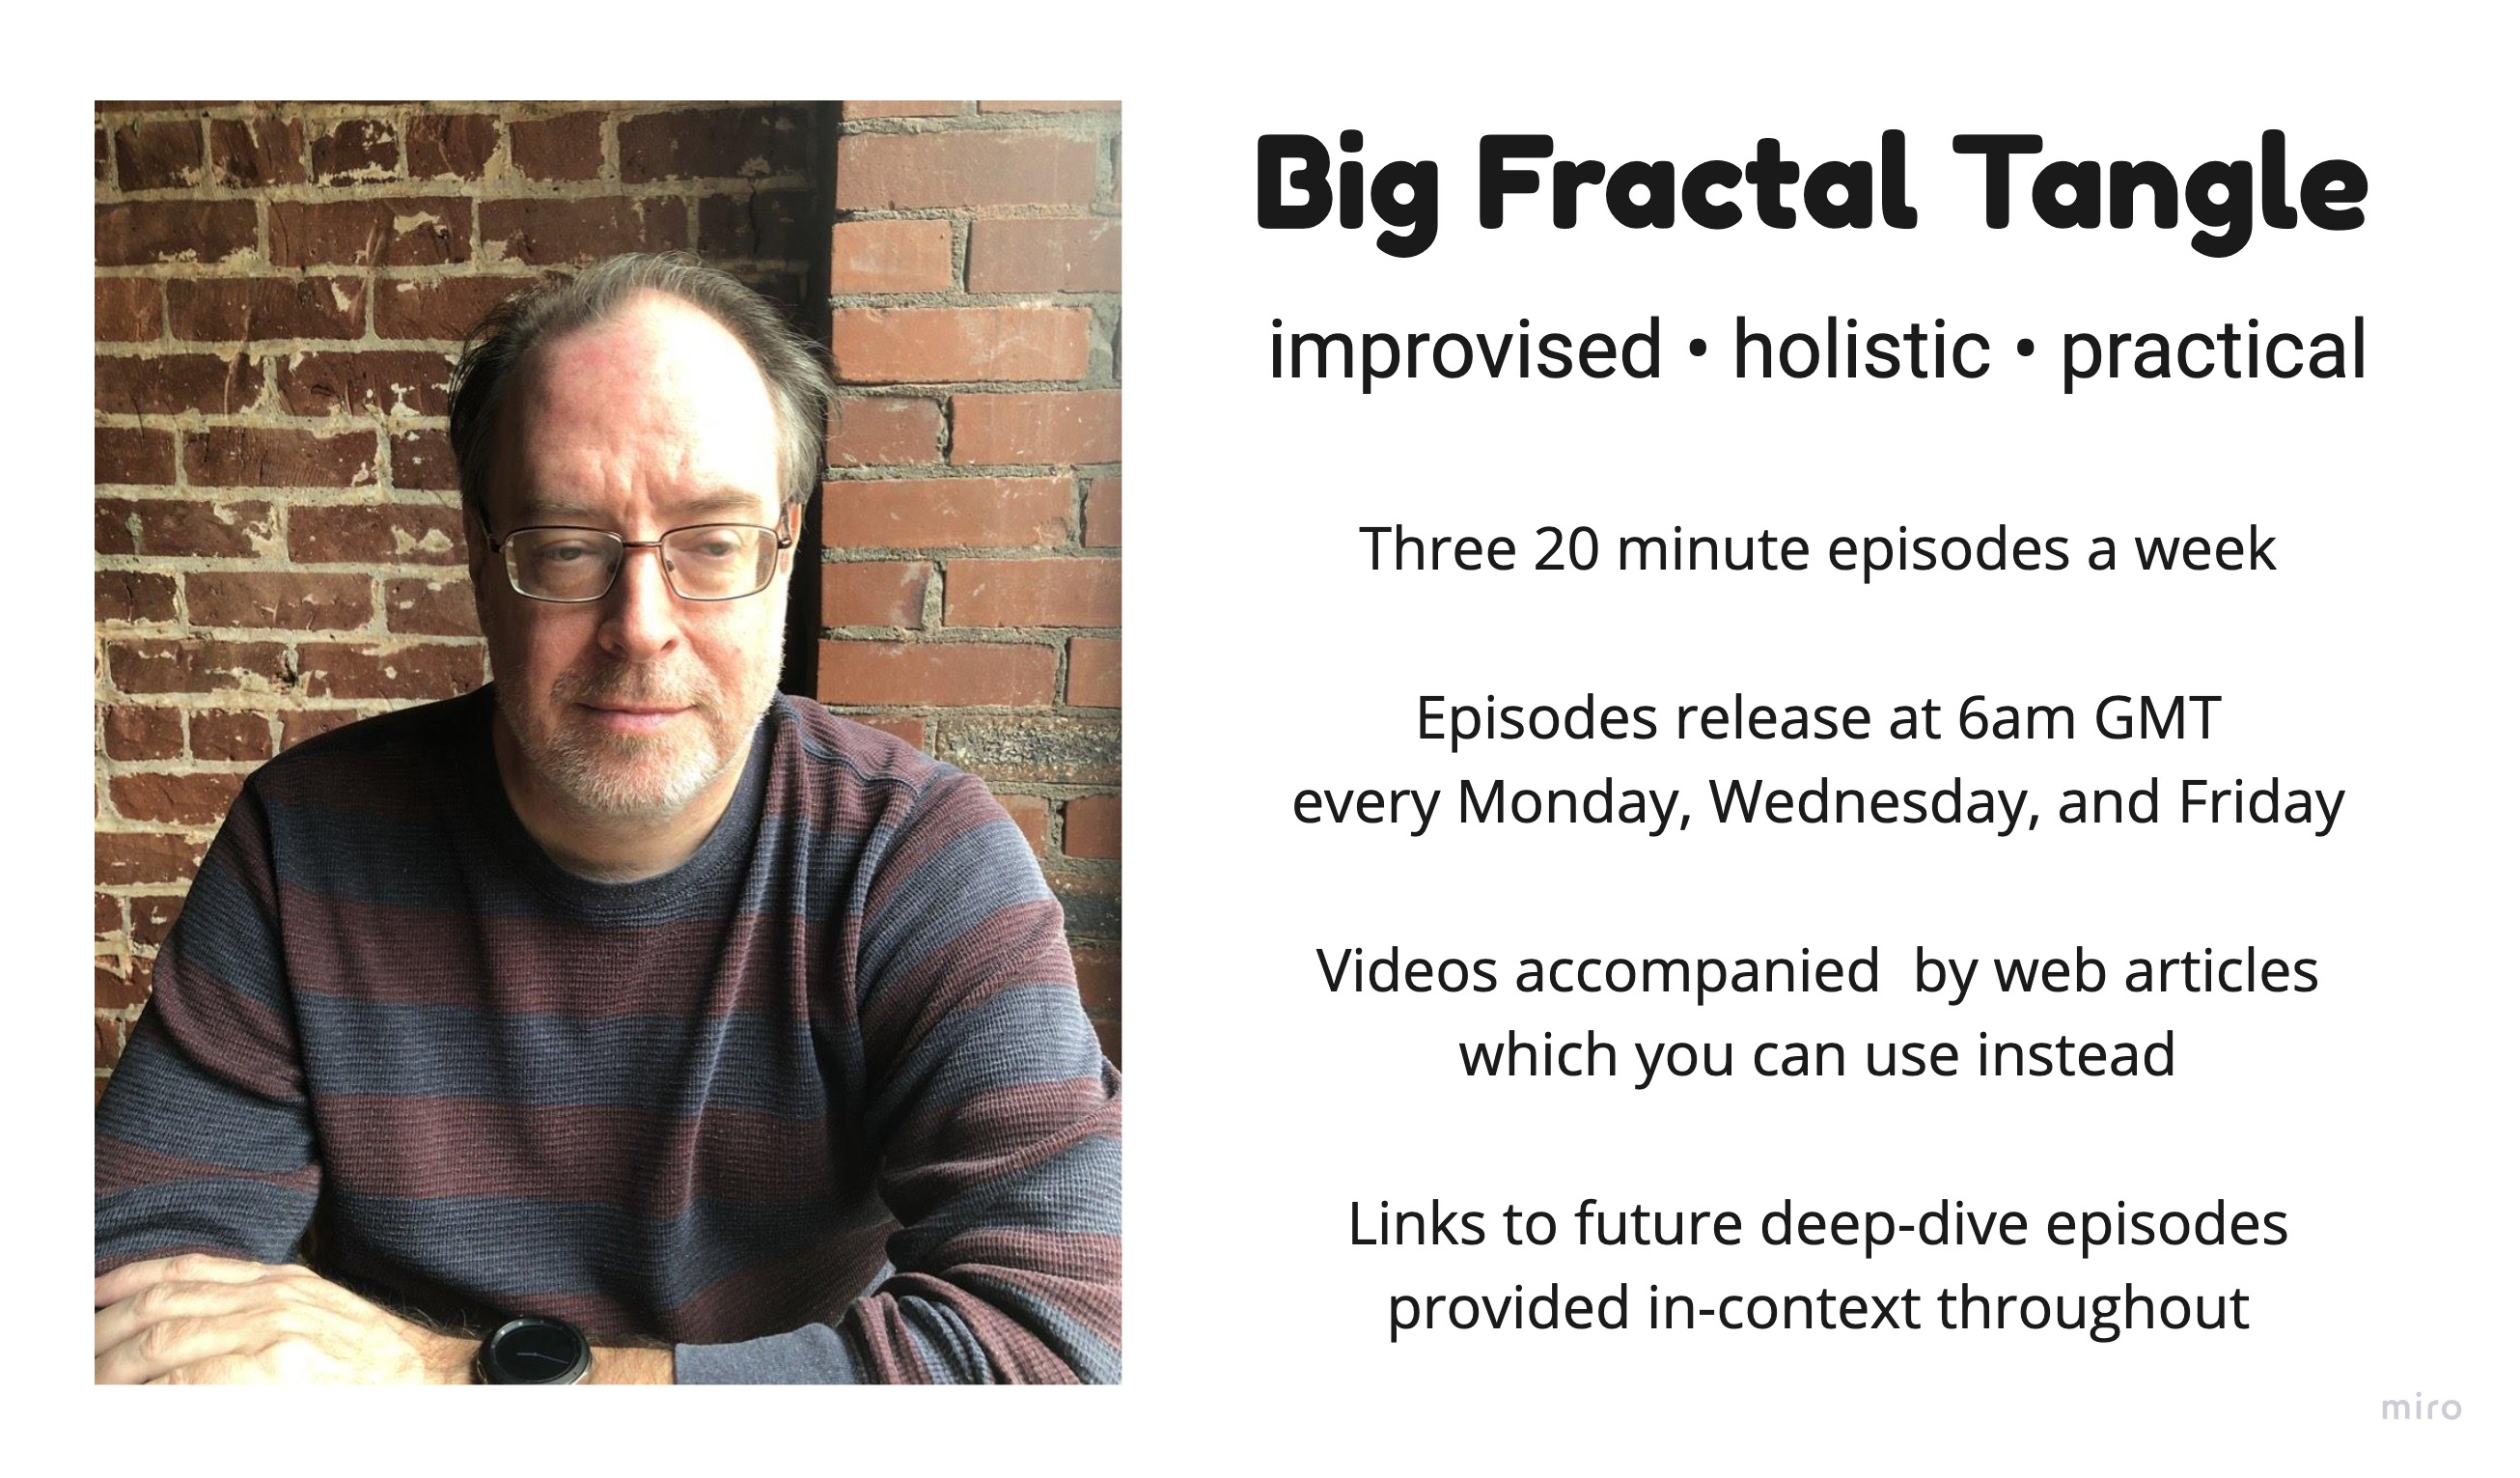 Big Fractal Tangle
improvised • holistic • practical
Three 20 minute episodes a week
Episodes release at 6am GMT
every Monday, Wednesday, and Friday
Videos accompanied  by web articles
which you can use instead
Links to future deep-dive episodes
provided in-context throughout
miro